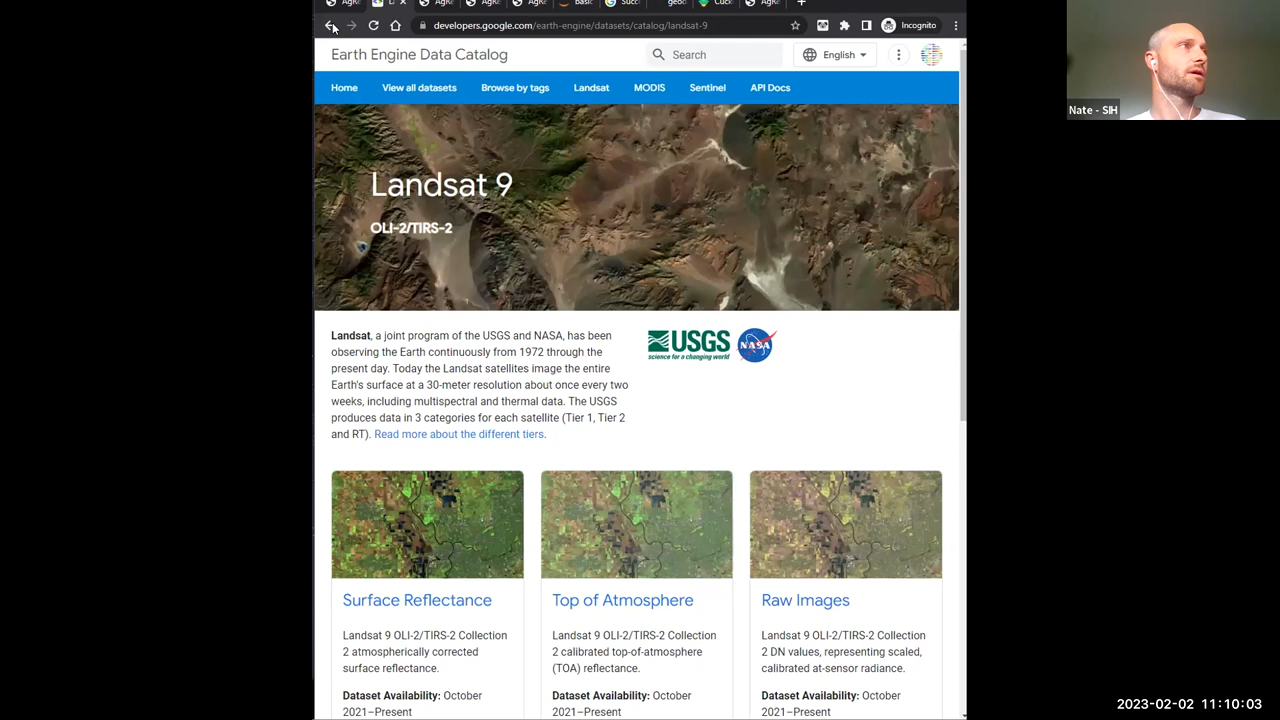 AgRe
AgRe
AgRe
AgRe
Basic
Succ
geod
Cuck
AgRe
developers.google.com/earth-engine/datasets/catalog/landsat-9
Incognito
Earth Engine Data Catalog
Search
English
Home
View all datasets
Browse by tags
Landsat
MODIS
Sentinel
API Docs
Landsat 9
OLI-2/TIRS-2
Landsat, a joint program of the USGS and NASA, has been
observing the Earth continuously from 1972 through the
present day. Today the Landsat satellites image the entire
Earth's surface at a 30-meter resolution about once every two
weeks, including multispectral and thermal data. The USGS
produces data in 3 categories for each satellite (Tier 1, Tier 2
and RT). Read more about the different tiers.
USGS
science for a changing world
NASA
Surface Reflectance
Landsat 9 OLI-2/TIRS-2 Collection
2 atmospherically corrected
surface reflectance.
Dataset Availability: October
2021–Present
Top of Atmosphere
Landsat 9 OLI-2/TIRS-2 Collection
2 calibrated top-of-atmosphere
(TOA) reflectance.
Dataset Availability: October
2021–Present
Raw Images
Landsat 9 OLI-2/TIRS-2 Collection
2 DN values, representing scaled,
calibrated at-sensor radiance.
Dataset Availability: October
2021–Present
Nate - SIH
2023-02-02 11:10:03